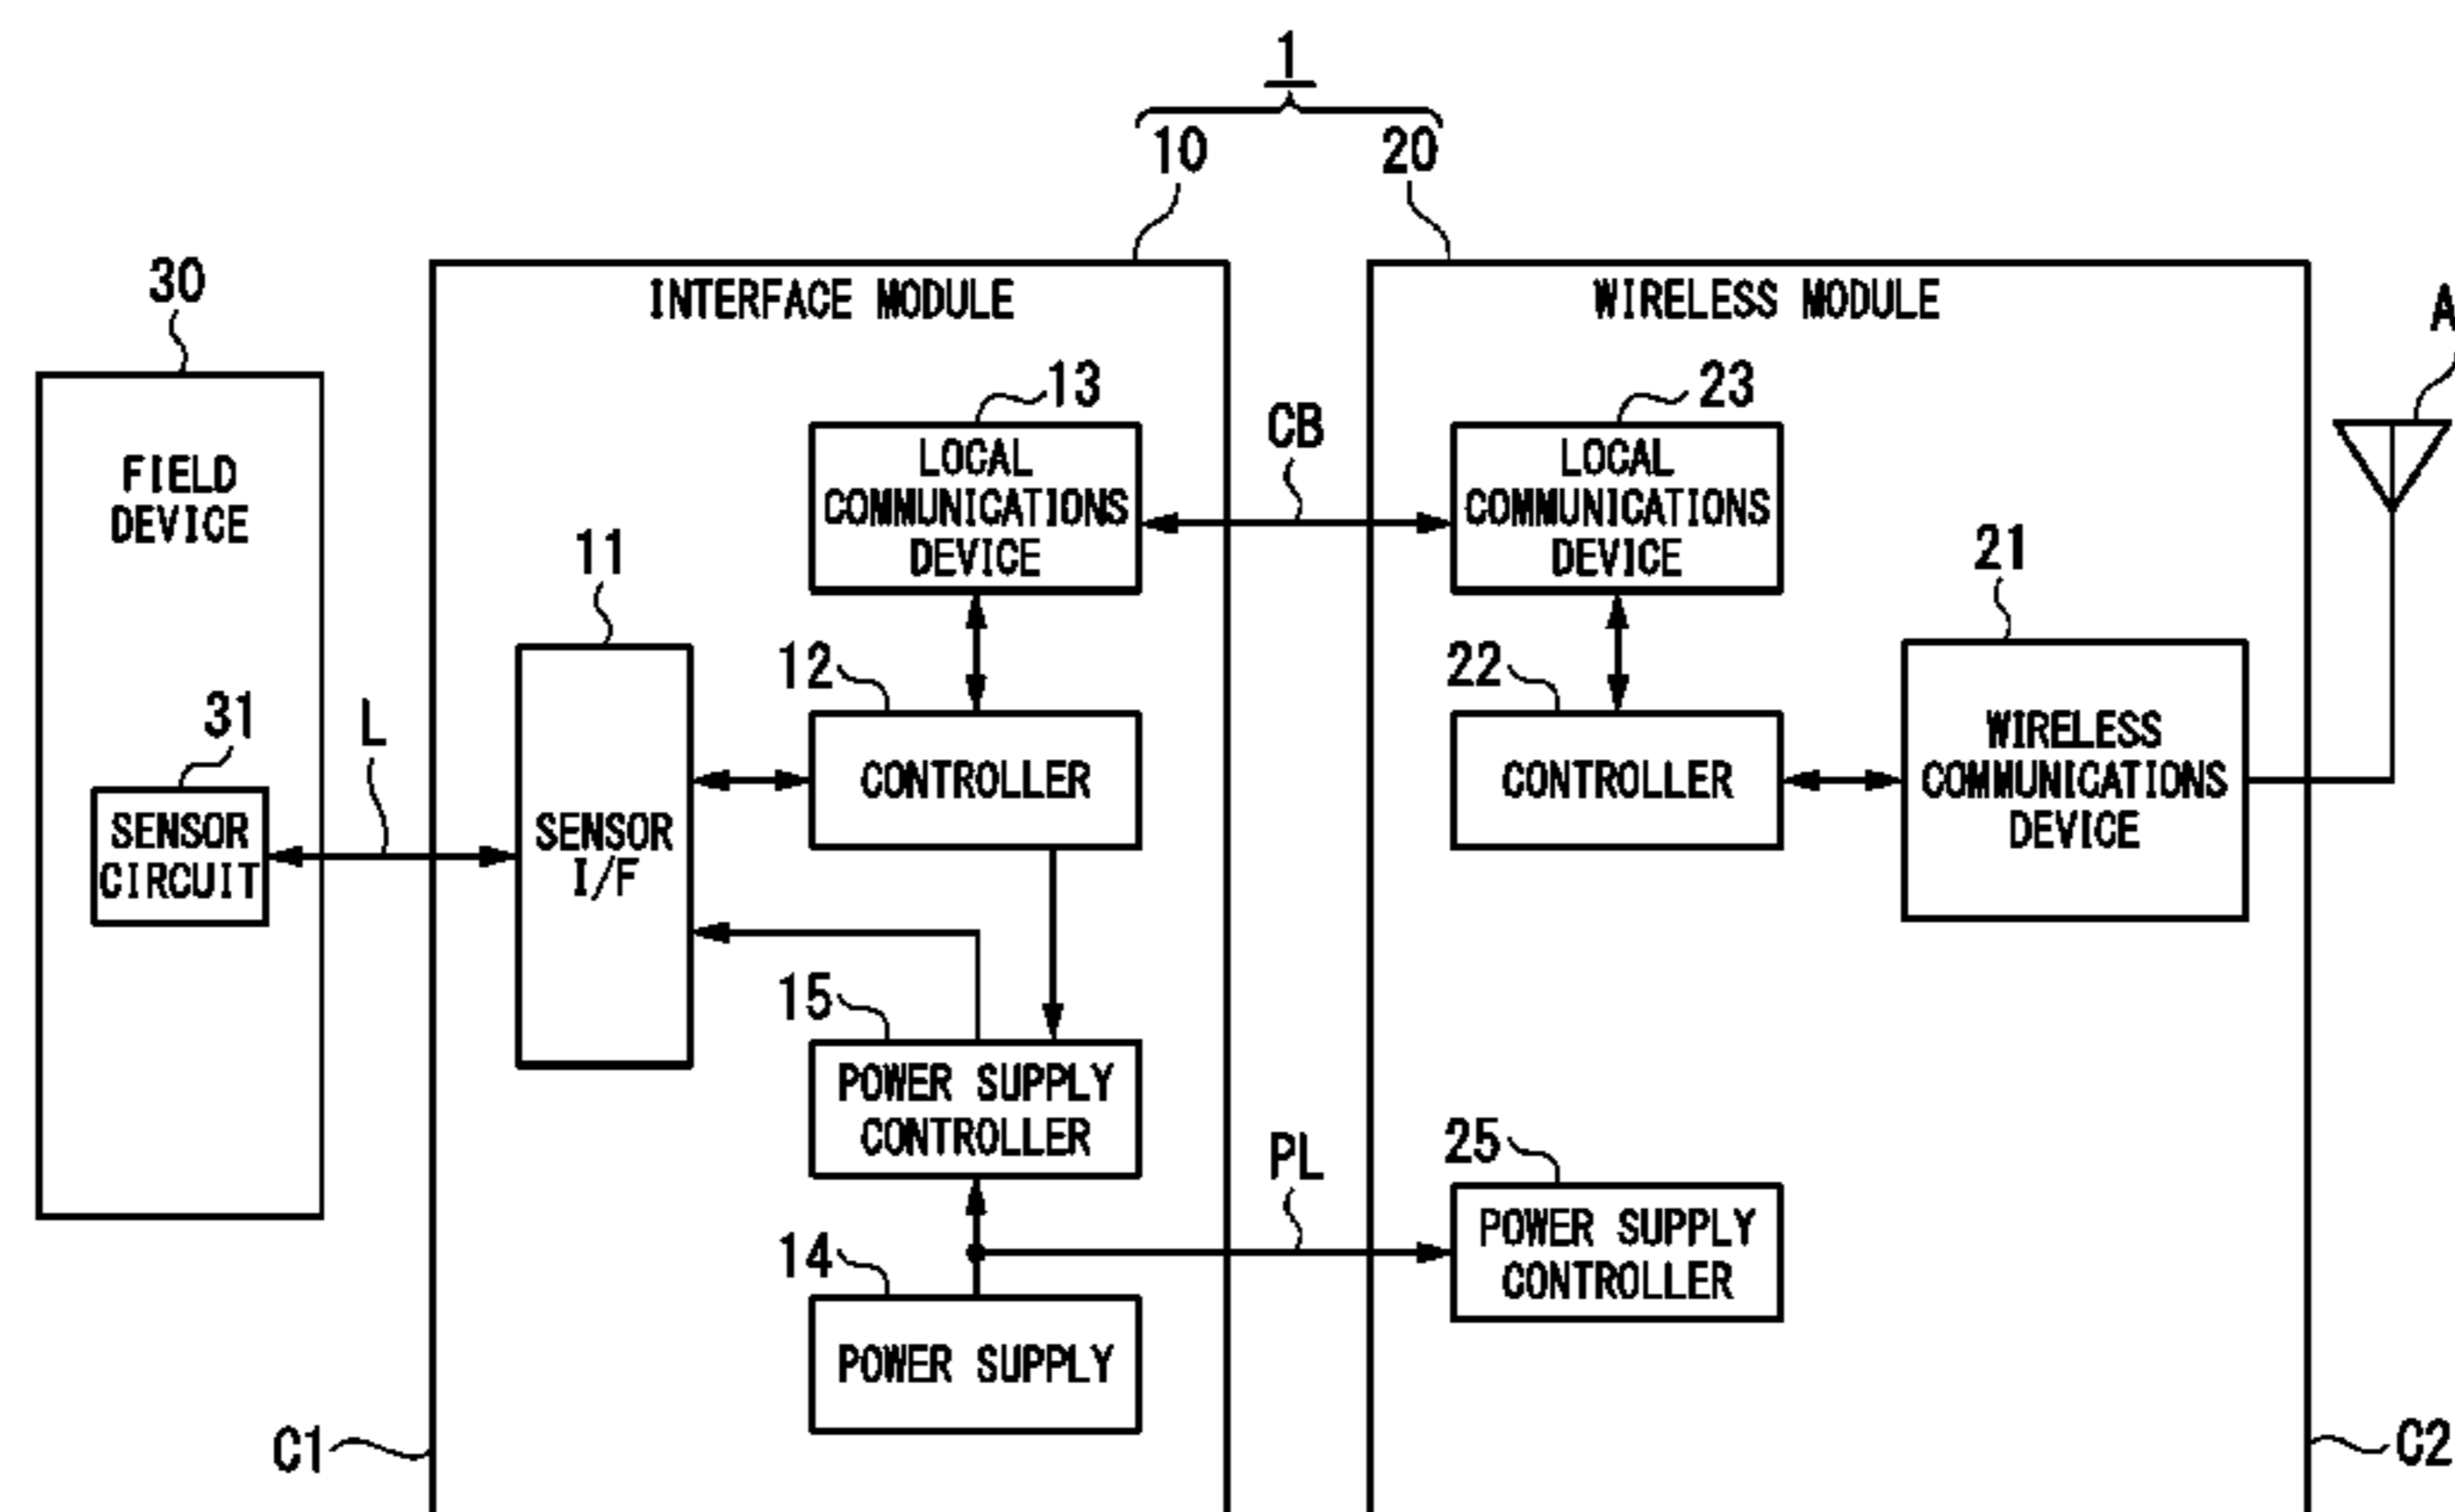 1
10
20
30
INTERFACE MODULE
WIRELESS MODULE
A
13
23
CB
FIELD
DEVICE
LOCAL
COMMUNICATIONS
DEVICE
LOCAL
COMMUNICATIONS
DEVICE
11
21
12
22
31
L
SENSOR
CIRCUIT
SENSOR
I/F
CONTROLLER
CONTROLLER
WIRELESS
COMMUNICATIONS
DEVICE
15
POWER SUPPLY
CONTROLLER
PL
25
POWER SUPPLY
CONTROLLER
14
POWER SUPPLY
C1
C2